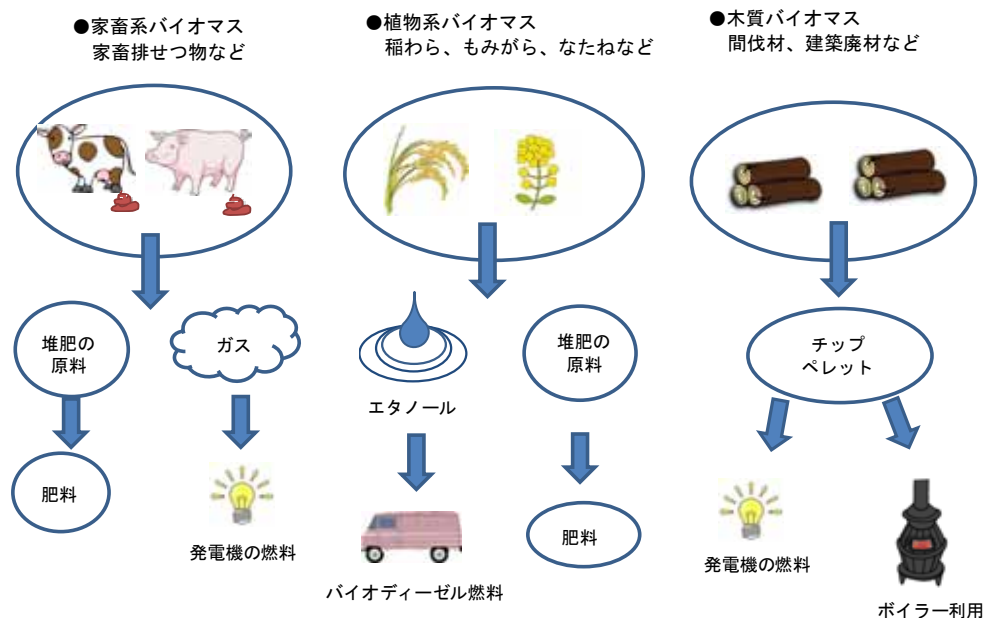 ●家畜系バイオマス
家畜排せつ物など
堆肥の
原料
ガス
肥料
発電機の燃料
●植物系バイオマス
稲わら、もみがら、なたねなど
エタノール
堆肥の
原料
バイオディーゼル燃料
肥料
●木質バイオマス
間伐材、建築廃材など
チップ
ペレット
発電機の燃料
ボイラー利用